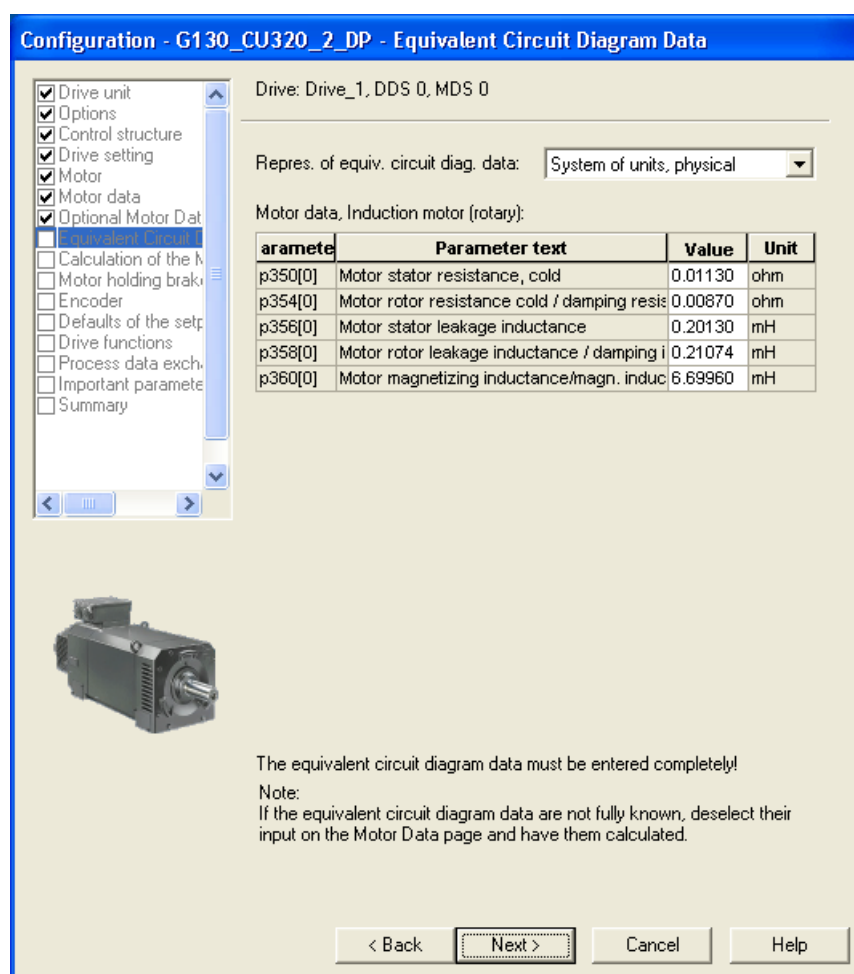 Configuration - G130_CU320_2_DP - Equivalent Circuit Diagram Data
Drive unit
Options
Control structure
Drive setting
Motor
Motor data
Optional Motor Dat
Equivalent Circuit D
Calculation of the M
Motor holding brake
Encoder
Defaults of the setp
Drive functions
Process data exch
Important paramete
Summary
Drive: Drive_1, DDS 0, MDS 0
Repres. of equiv. circuit diag. data: System of units, physical
Motor data, Induction motor (rotary):
aramete Parameter text Value Unit
p350[0] Motor stator resistance, cold 0.01130 ohm
p354[0] Motor rotor resistance cold / damping resis 0.00870 ohm
p356[0] Motor stator leakage inductance 0.20130 mH
p358[0] Motor rotor leakage inductance / damping i 0.21074 mH
p360[0] Motor magnetizing inductance/magn. induc 6.69960 mH
The equivalent circuit diagram data must be entered completely!
Note:
If the equivalent circuit diagram data are not fully known, deselect their
input on the Motor Data page and have them calculated.
< Back Next > Cancel Help